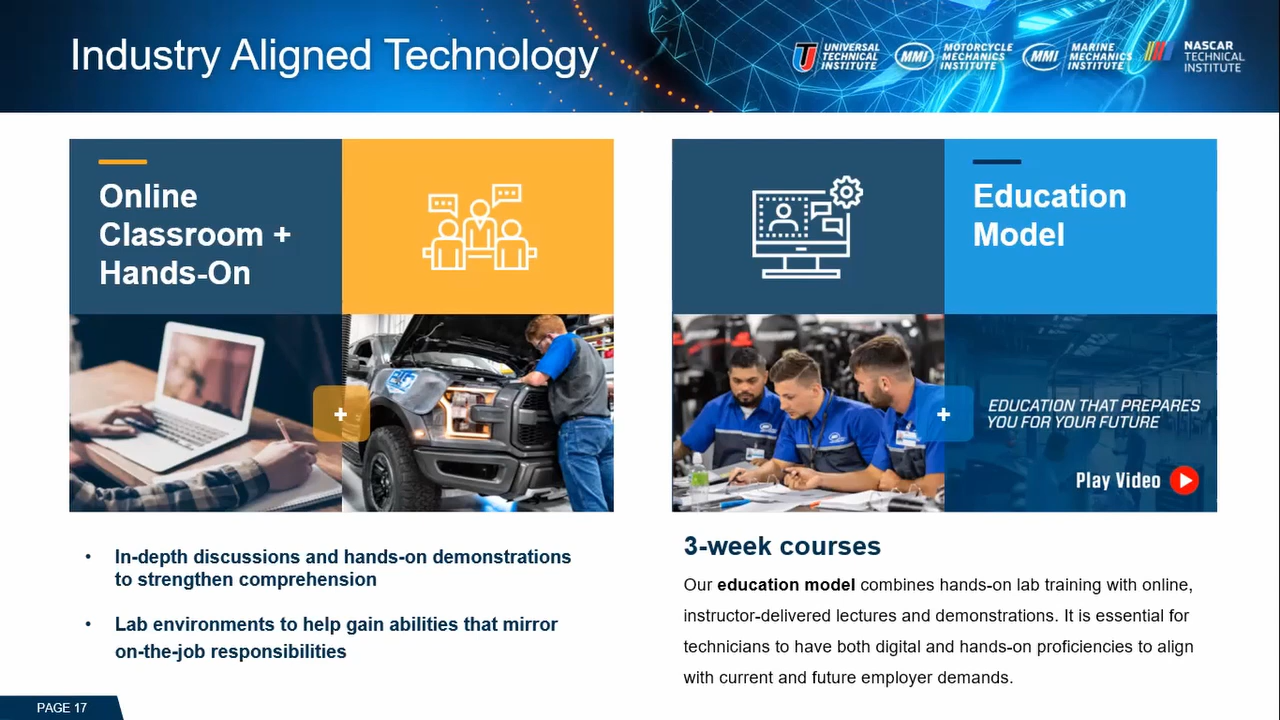 Industry Aligned Technology
UNIVERSAL
TECHNICAL
INSTITUTE
MMI
MOTORCYCLE
MECHANICS
INSTITUTE
MMI
MARINE
MECHANICS
INSTITUTE
NASCAR
TECHNICAL
INSTITUTE
Online
Classroom +
Hands-On
Education
Model
+
+
EDUCATION THAT PREPARES
YOU FOR YOUR FUTURE
Play Video
• In-depth discussions and hands-on demonstrations
to strengthen comprehension
• Lab environments to help gain abilities that mirror
on-the-job responsibilities
3-week courses
Our education model combines hands-on lab training with online,
instructor-delivered lectures and demonstrations. It is essential for
technicians to have both digital and hands-on proficiencies to align
with current and future employer demands.
PAGE 17